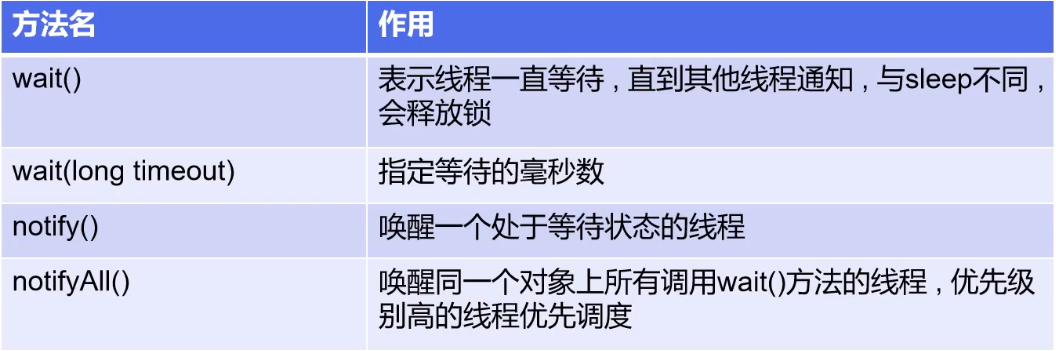 方法名
作用
wait()
表示线程一直等待，直到其他线程通知，与sleep不同，
会释放锁
wait(long timeout)
指定等待的毫秒数
notify()
唤醒一个处于等待状态的线程
notifyAll()
唤醒同一个对象上所有调用wait()方法的线程，优先级
别高的线程优先调度